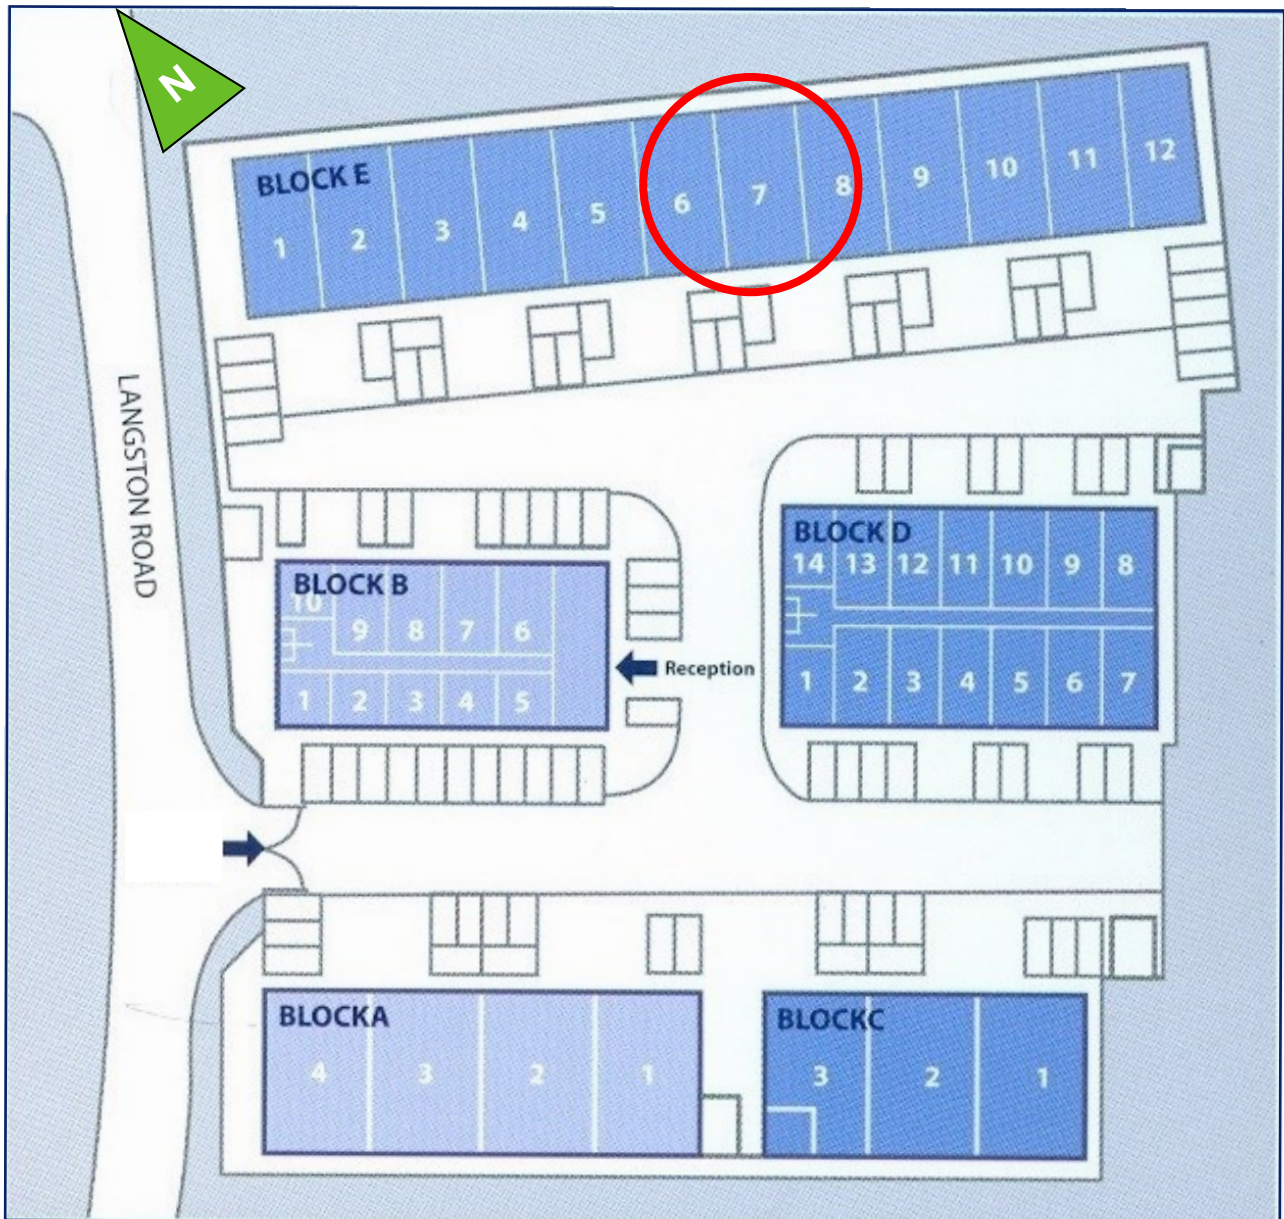 N
BLOCK E
1 2 3 4 5 6 7 8 9 10 11 12
LANGSTON ROAD
BLOCK D
14 13 12 11 10 9 8
1 2 3 4 5 6 7
BLOCK B
10 9 8 7 6
1 2 3 4 5
Reception
BLOCKA
4 3 2 1
BLOCKC
3 2 1